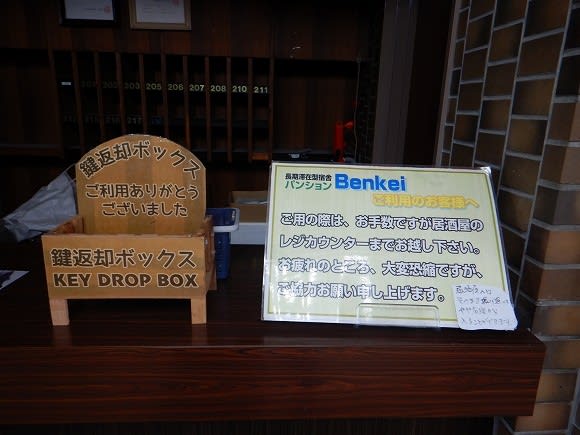 205 206 207 208 209 210 211
鍵返却ボックス
ご利用ありがとう
ございました
鍵返却ボックス
KEY DROP BOX
長期滞在型宿舎
パンション Benkei
ご利用のお客様へ
ご用の際は、お手数ですが居酒屋の
レジカウンターまでお越し下さい。
お疲れのところ、大変恐縮ですが、
ご協力お願い申し上げます。